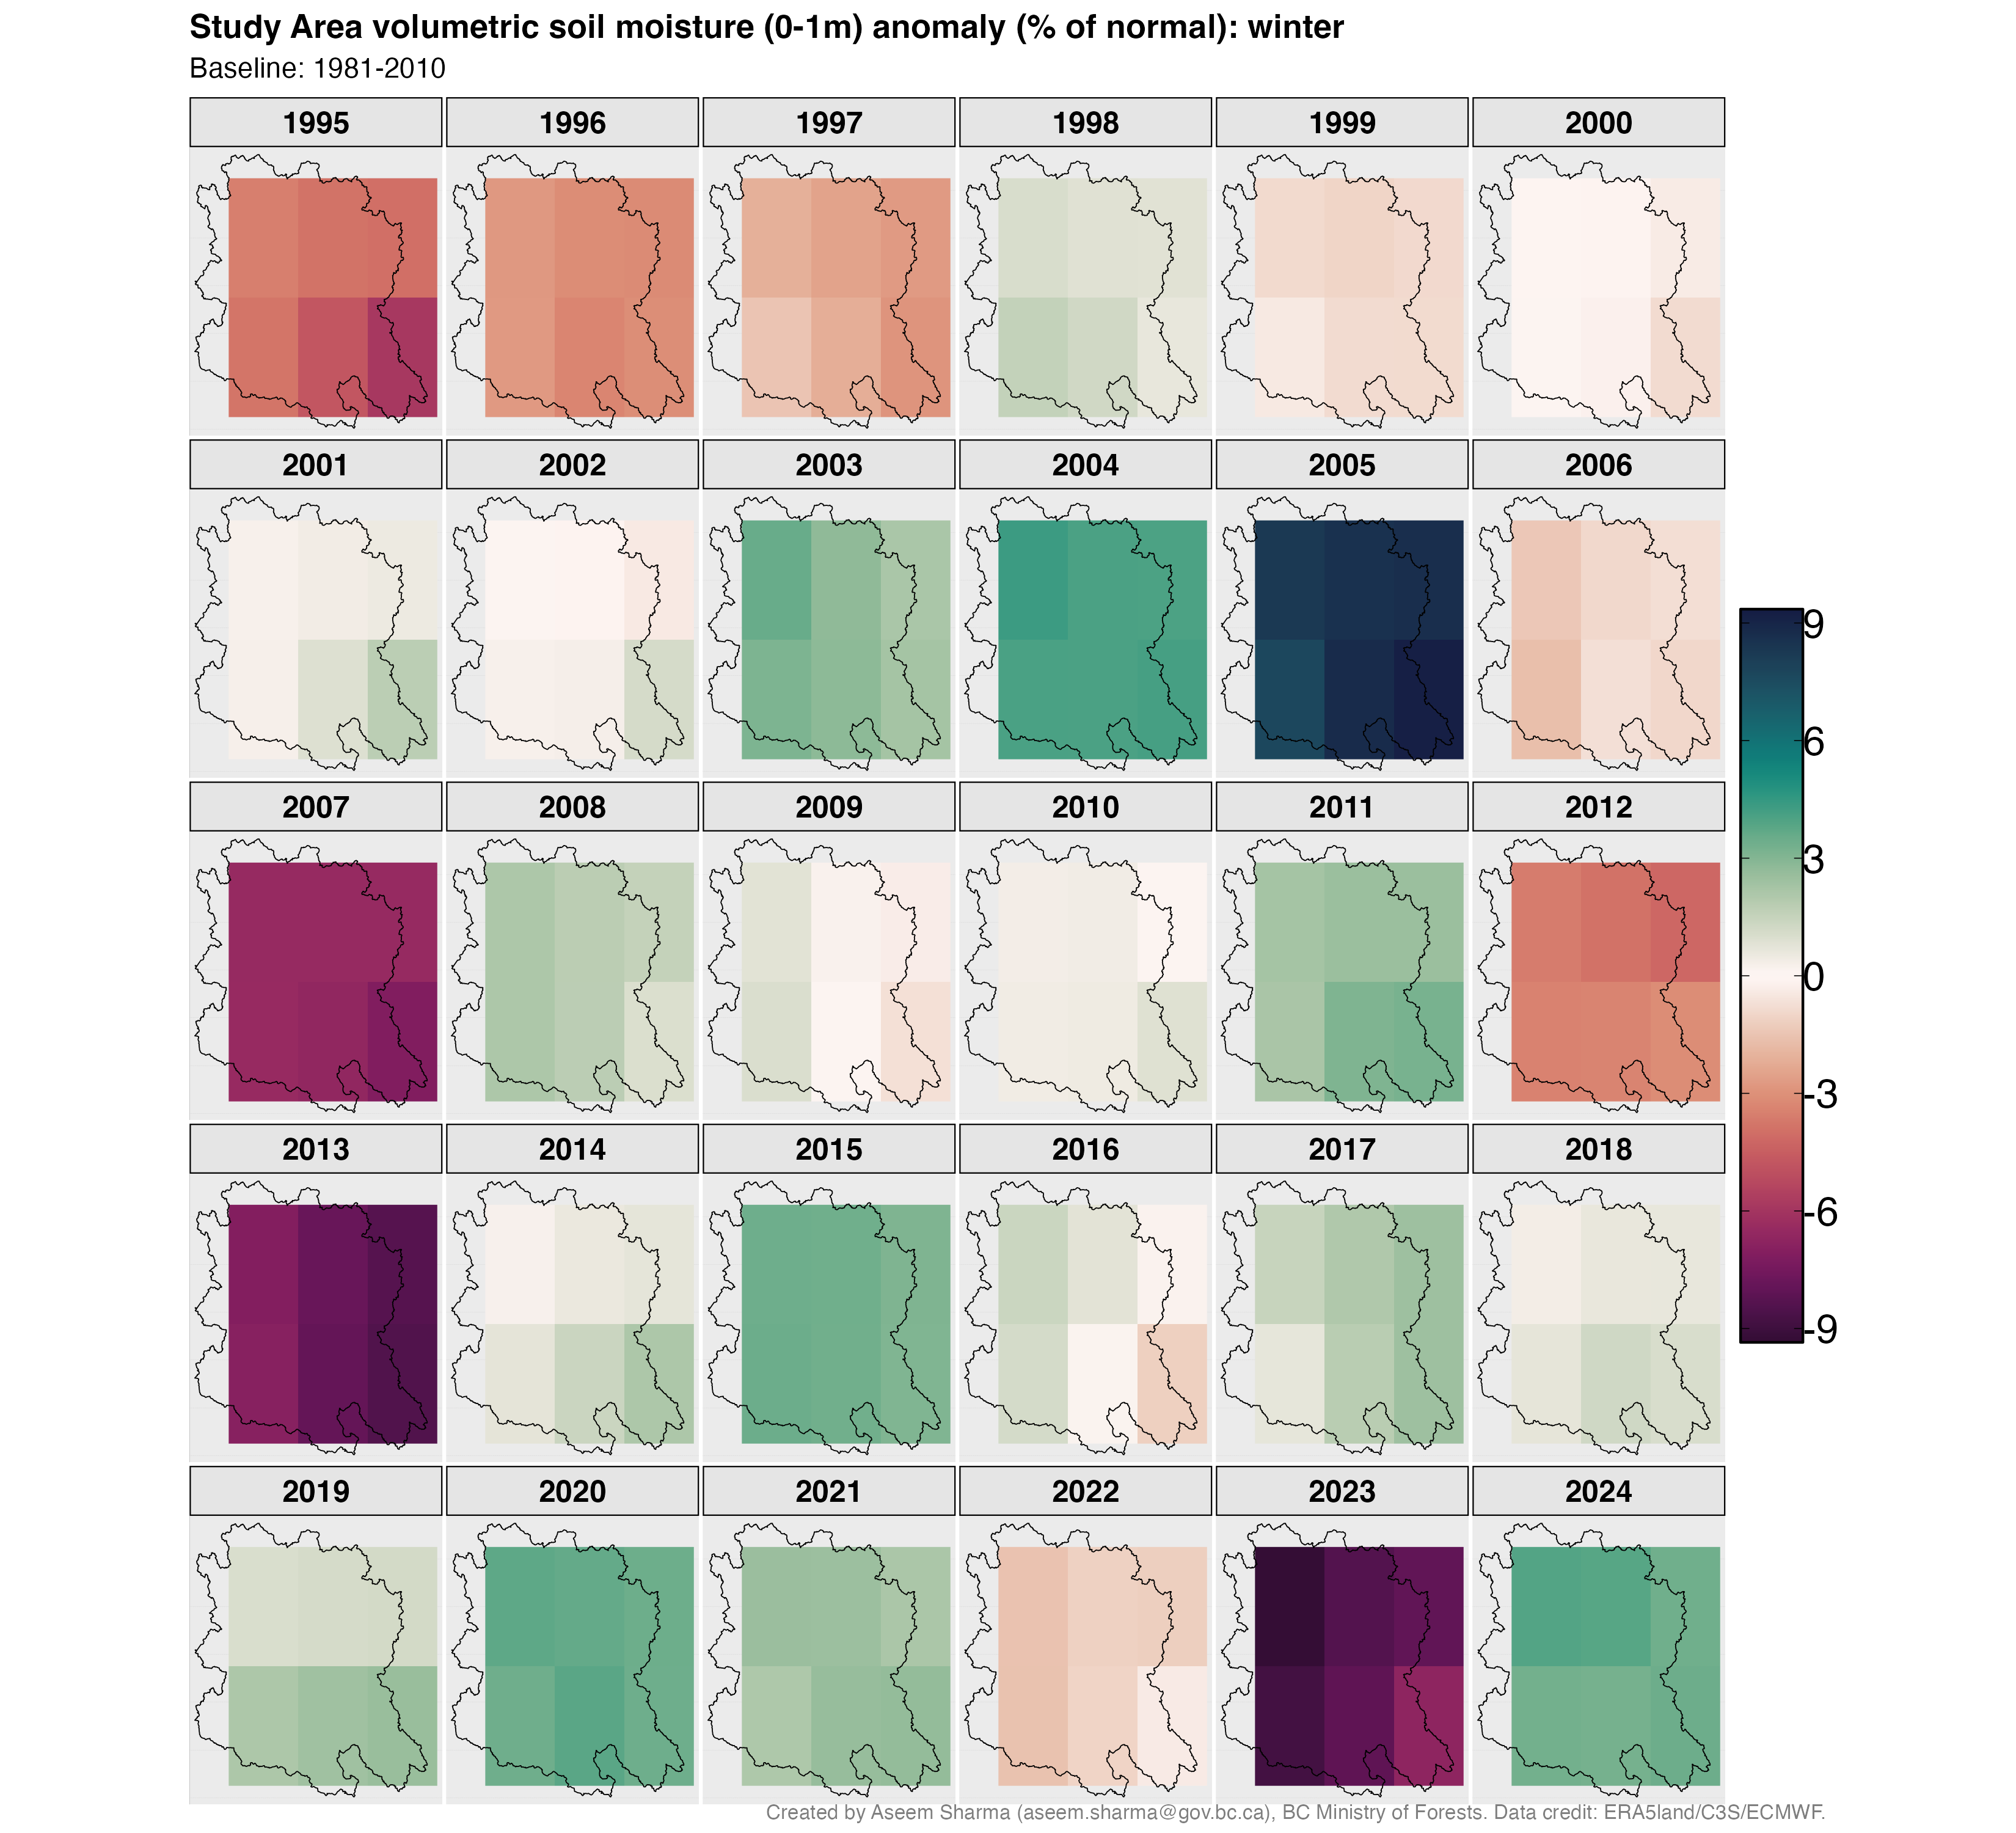 Study Area volumetric soil moisture (0-1m) anomaly (% of normal): winter
Baseline: 1981-2010
1995 1996 1997 1998 1999 2000
2001 2002 2003 2004 2005 2006
2007 2008 2009 2010 2011 2012
2013 2014 2015 2016 2017 2018
2019 2020 2021 2022 2023 2024
9
6
3
0
-3
-6
-9
Created by Aseem Sharma (aseem.sharma@gov.bc.ca), BC Ministry of Forests. Data credit: ERA5land/C3S/ECMWF.